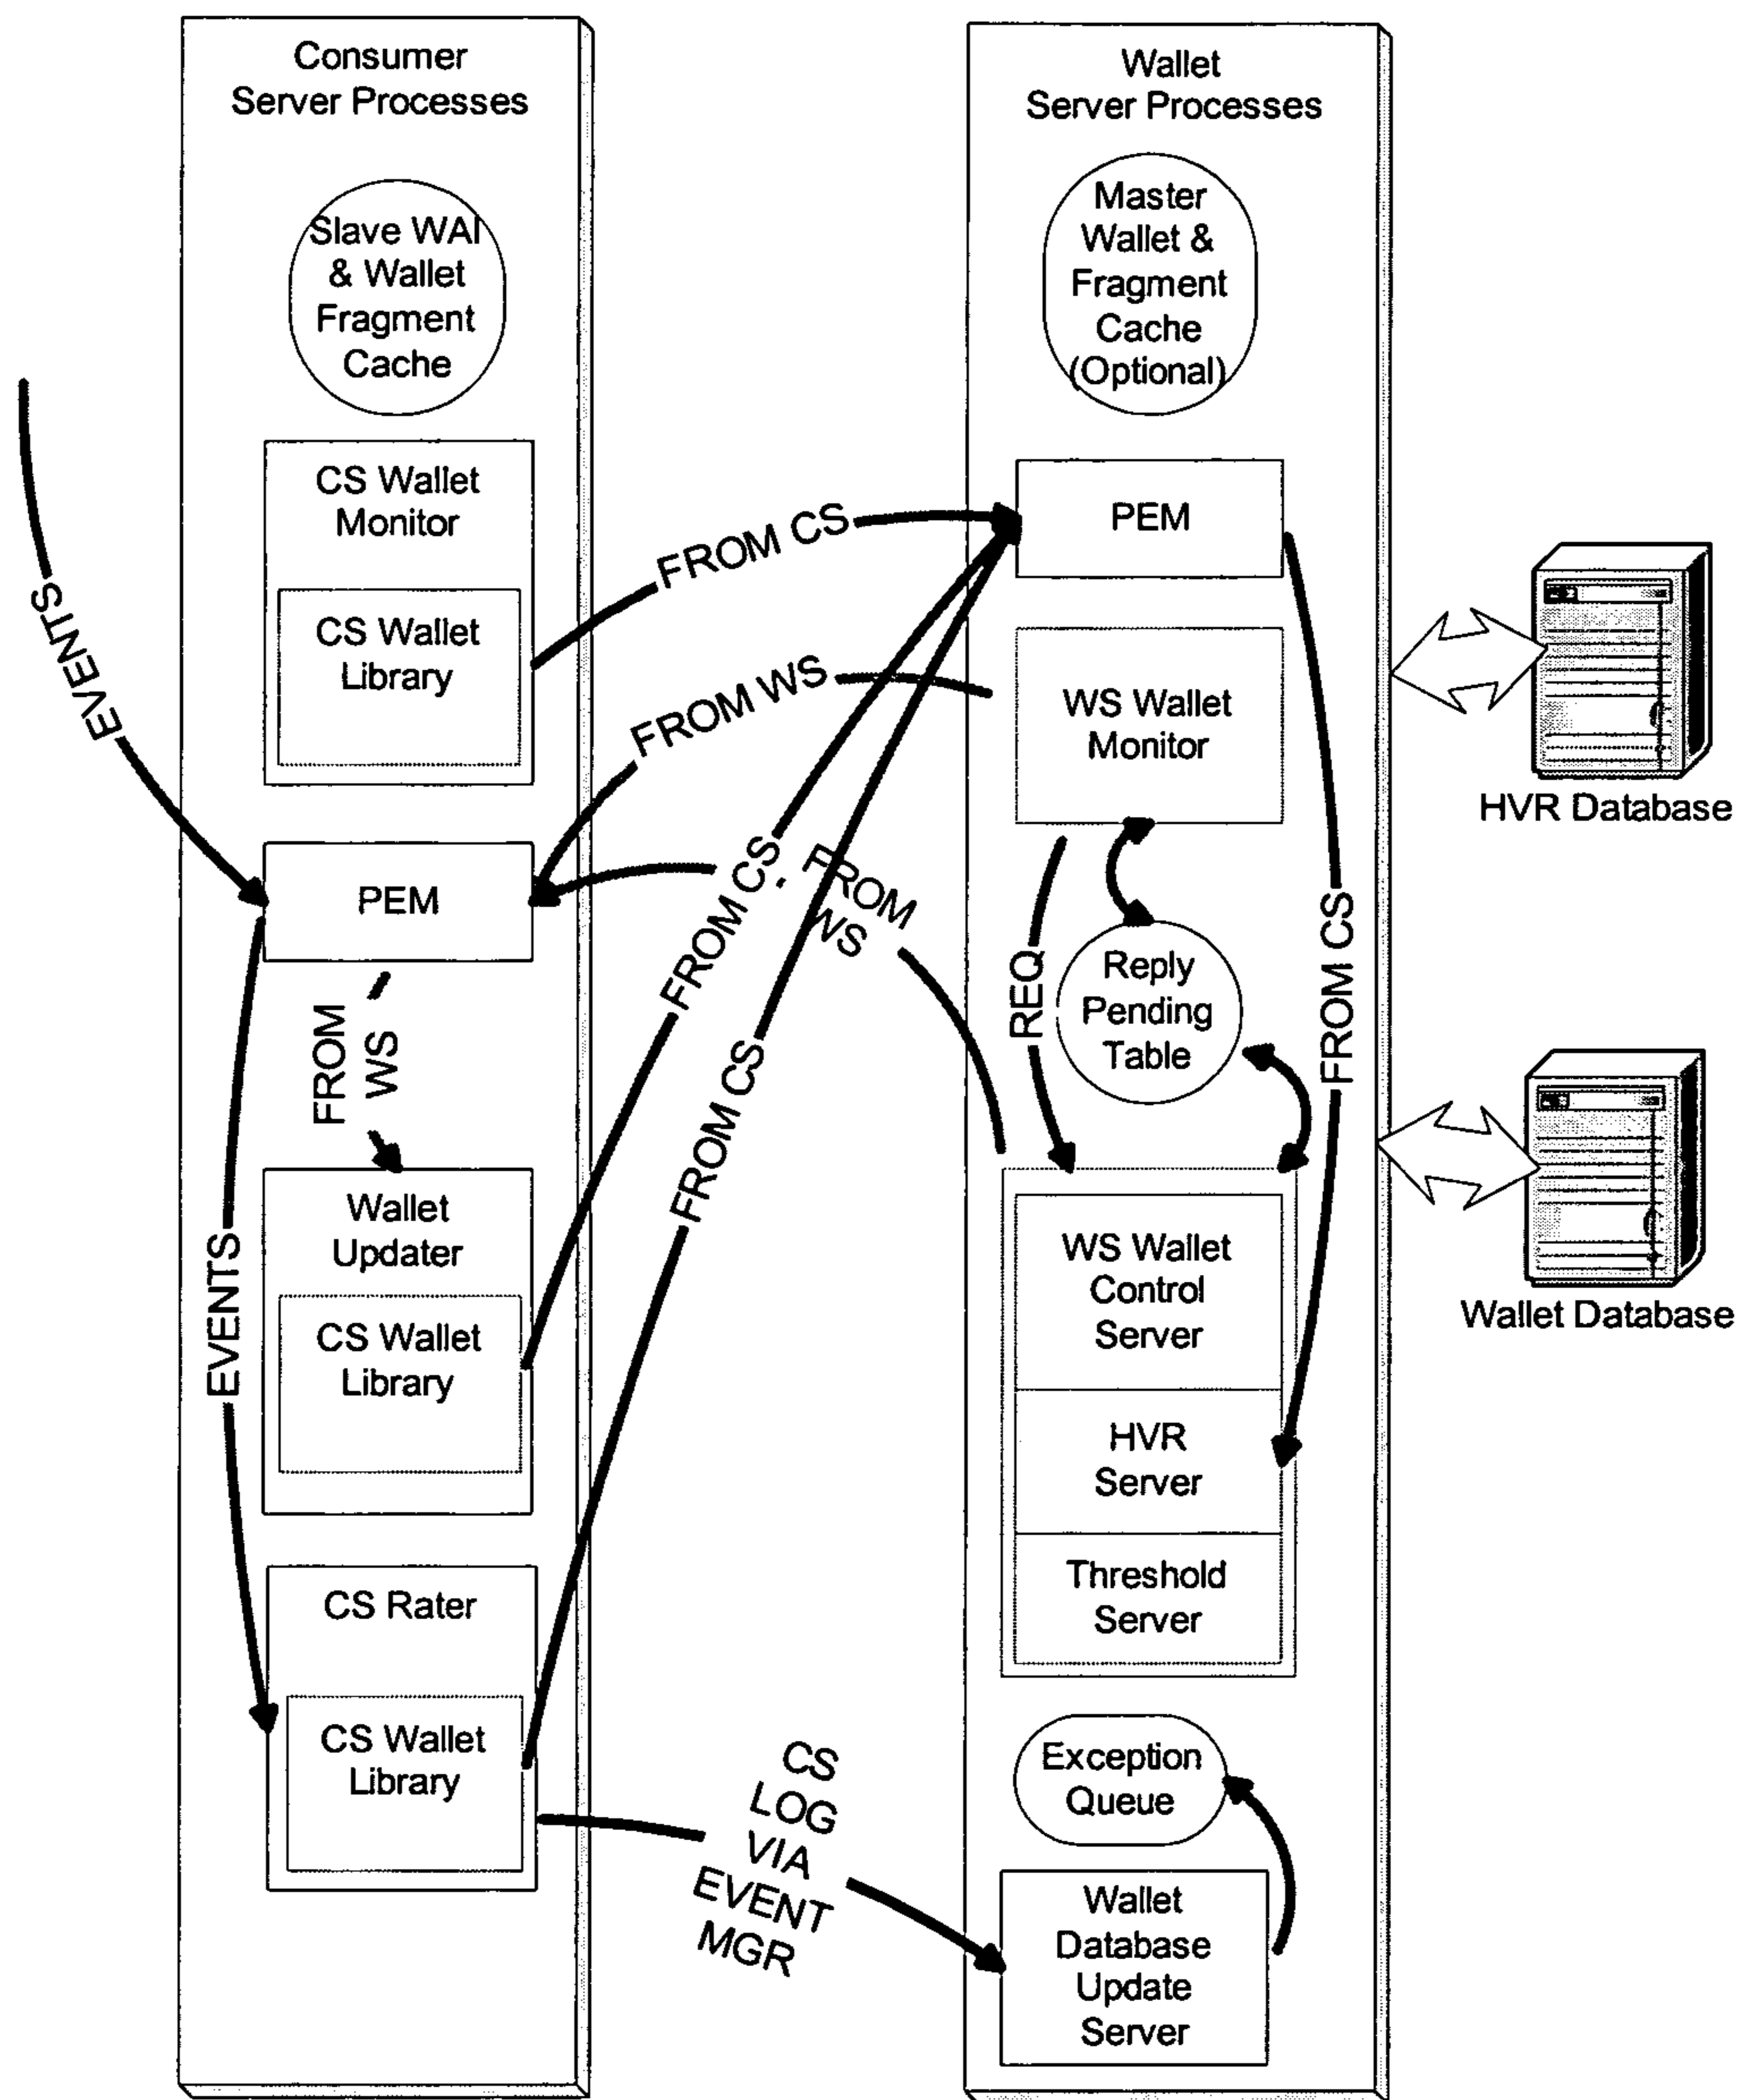 Consumer
Server Processes
Slave WAI
& Wallet
Fragment
Cache
CS Wallet
Monitor
CS Wallet
Library
EVENTS
PEM
FROM
WS
EVENTS
Wallet
Updater
CS Wallet
Library
CS Rater
CS Wallet
Library
FROM CS
FROM WS
FROM CS
FROM
WS
FROM CS
CS
LOG
VIA
EVENT
MGR
Wallet
Server Processes
Master
Wallet &
Fragment
Cache
(Optional)
PEM
WS Wallet
Monitor
REQ
Reply
Pending
Table
FROM CS
WS Wallet
Control
Server
HVR
Server
Threshold
Server
Exception
Queue
Wallet
Database
Update
Server
HVR Database
Wallet Database